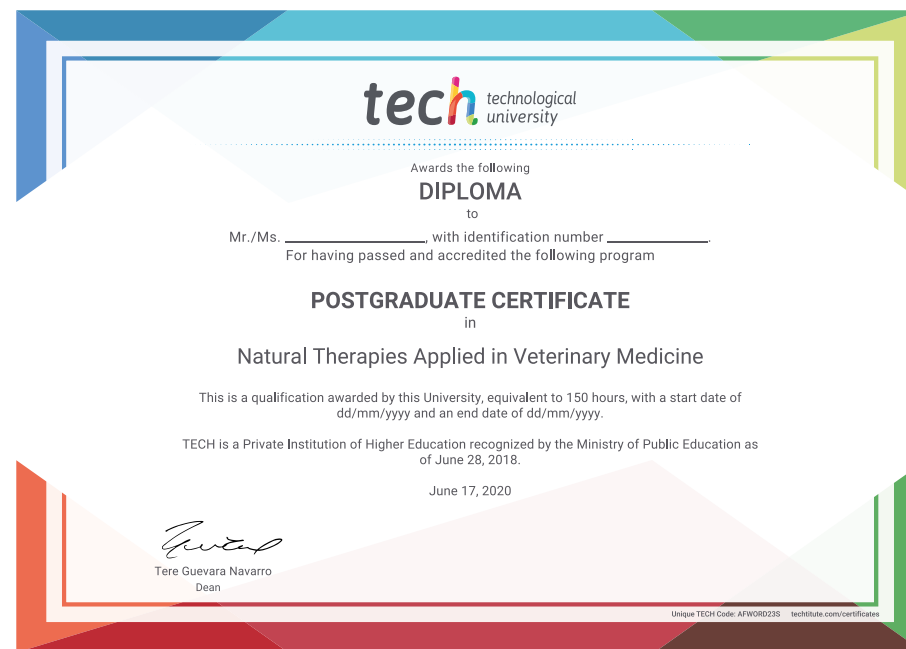 tech technological
university
Awards the following
DIPLOMA
to
Mr./Ms. ____________________, with identification number ______________.
For having passed and accredited the following program
POSTGRADUATE CERTIFICATE
in
Natural Therapies Applied in Veterinary Medicine
This is a qualification awarded by this University, equivalent to 150 hours, with a start date of
dd/mm/yyyy and an end date of dd/mm/yyyy.
TECH is a Private Institution of Higher Education recognized by the Ministry of Public Education as
of June 28, 2018.
June 17, 2020
Tere Guevara Navarro
Dean
Unique TECH Code: AFWORD23S techtitute.com/certificates